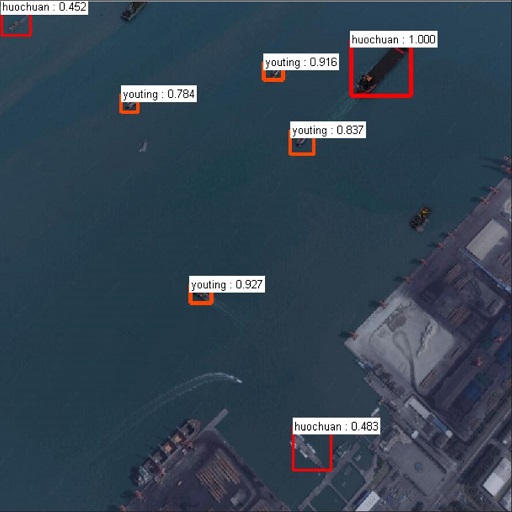 huochuan : 0.452
huochuan : 1.000
youting : 0.916
youting : 0.784
youting : 0.837
youting : 0.927
huochuan : 0.483